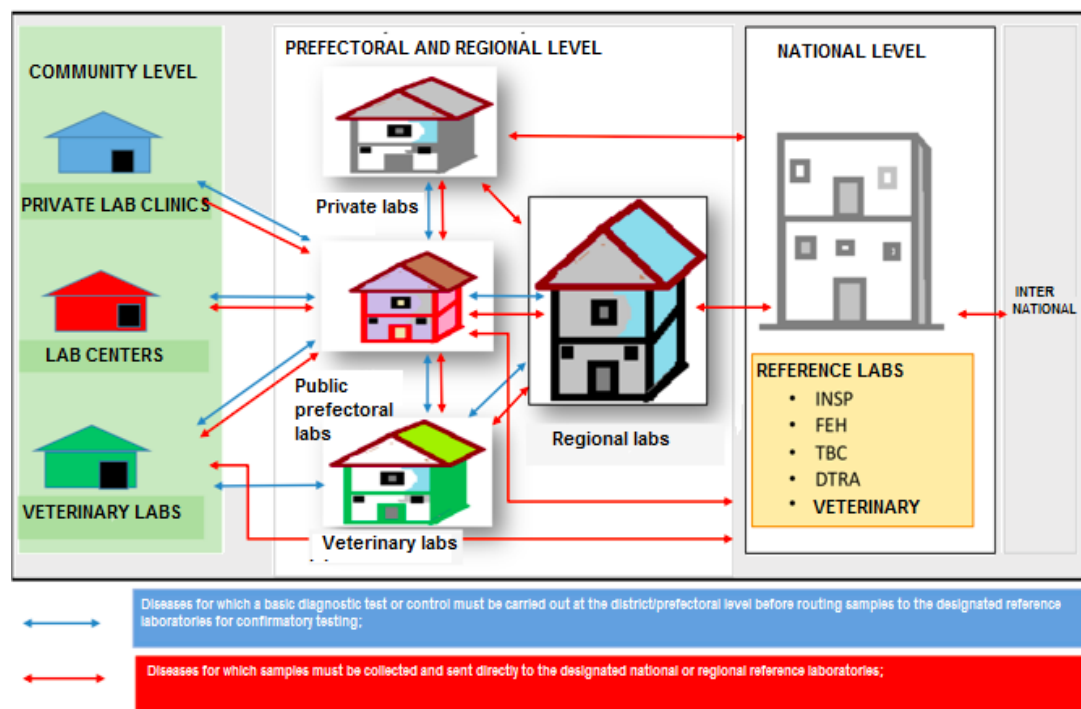 PREFECTORAL AND REGIONAL LEVEL
NATIONAL LEVEL
COMMUNITY LEVEL
PRIVATE LAB CLINICS
Private labs
INTER
NATIONAL
LAB CENTERS
Public
prefectoral
labs
REFERENCE LABS
• INSP
• FEH
• TBC
• DTRA
• VETERINARY
Regional labs
VETERINARY LABS
Veterinary labs
Diseases for which a basic diagnostic test or control must be carried out at the district/prefectoral level before routing samples to the designated reference
laboratories for confirmatory testing;
Diseases for which samples must be collected and sent directly to the designated national or regional reference laboratories;